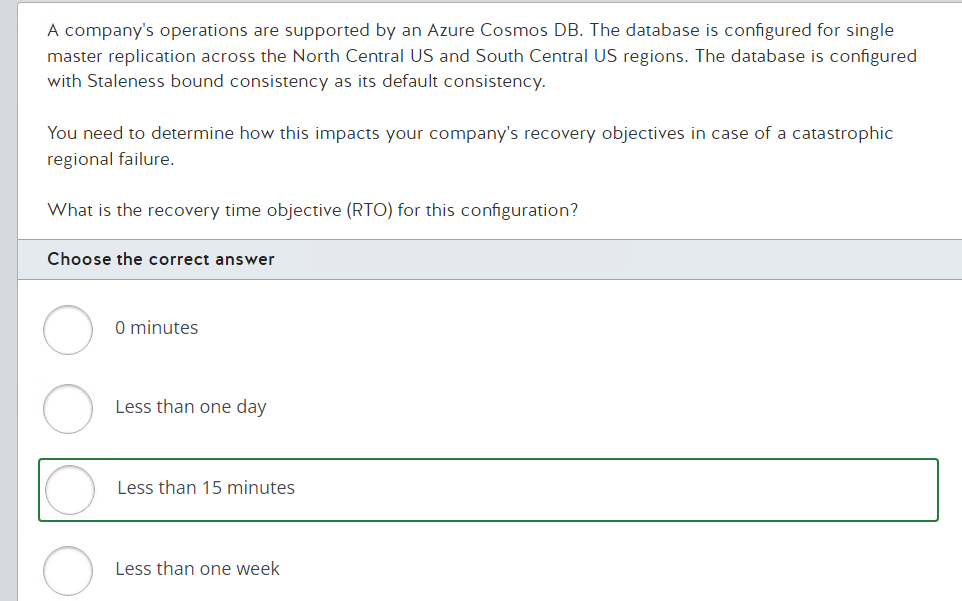 A company's operations are supported by an Azure Cosmos DB. The database is configured for single
master replication across the North Central US and South Central US regions. The database is configured
with Staleness bound consistency as its default consistency.
You need to determine how this impacts your company's recovery objectives in case of a catastrophic
regional failure.
What is the recovery time objective (RTO) for this configuration?
Choose the correct answer
0 minutes
Less than one day
Less than 15 minutes
Less than one week